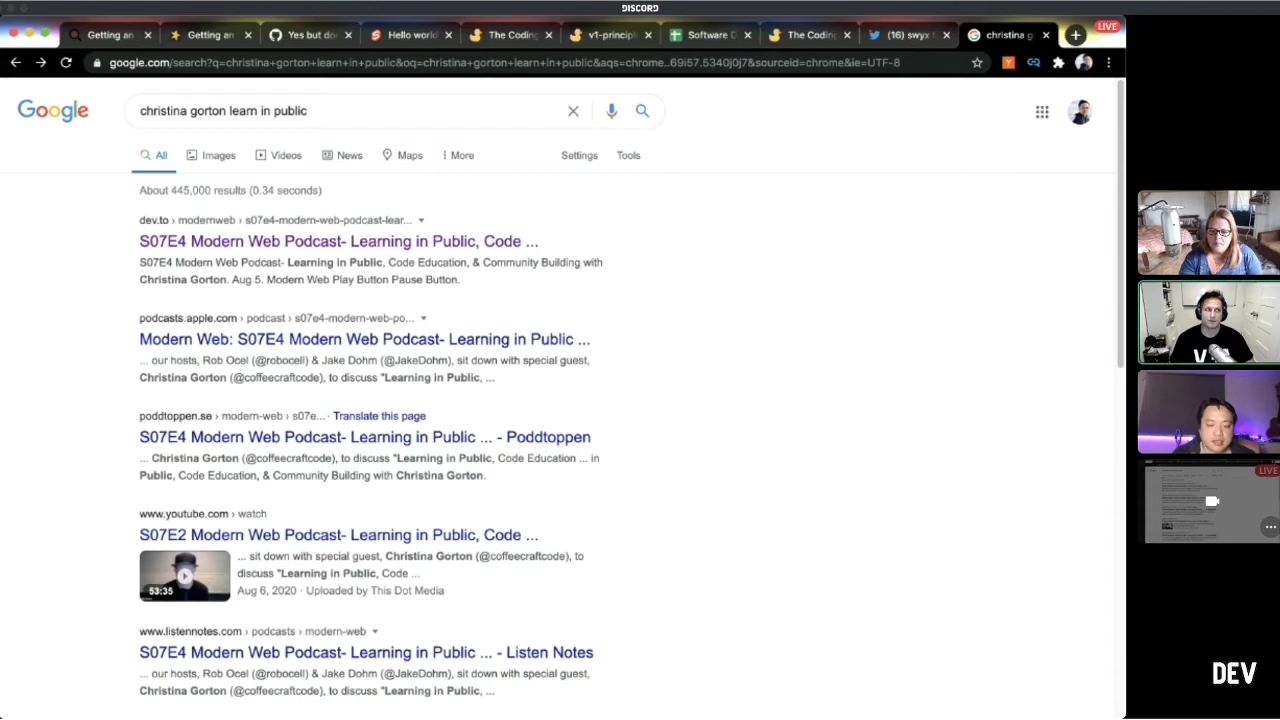 DISCORD
Getting an
Getting an
Yes but do
Hello world
The Coding
v1-principl
Software D
The Coding
(16) swyx f
christina g
LIVE
google.com/search?q=christina+gorton+learn+in+public&oq=christina+gorton+learn+in+public&aqs=chrome..69i57.5340j0j7&sourceid=chrome&ie=UTF-8
Google
christina gorton learn in public
All
Images
Videos
News
Maps
More
Settings
Tools
About 445,000 results (0.34 seconds)
dev.to › modernweb › s07e4-modern-web-podcast-lear...
S07E4 Modern Web Podcast- Learning in Public, Code ...
S07E4 Modern Web Podcast- Learning in Public, Code Education, & Community Building with
Christina Gorton. Aug 5. Modern Web Play Button Pause Button.
podcasts.apple.com › podcast › s07e4-modern-web-po...
Modern Web: S07E4 Modern Web Podcast- Learning in Public ...
... our hosts, Rob Ocel (@robocell) & Jake Dohm (@JakeDohm), sit down with special guest,
Christina Gorton (@coffeecraftcode), to discuss "Learning in Public, ...
poddtoppen.se › modern-web › s07e... · Translate this page
S07E4 Modern Web Podcast- Learning in Public ... - Poddtoppen
... Christina Gorton (@coffeecraftcode), to discuss "Learning in Public, Code Education ... in
Public, Code Education, & Community Building with Christina Gorton.
www.youtube.com › watch
S07E2 Modern Web Podcast- Learning in Public, Code ...
... sit down with special guest, Christina Gorton (@coffeecraftcode), to
discuss "Learning in Public, Code ...
53:35
Aug 6, 2020 · Uploaded by This Dot Media
www.listennotes.com › podcasts › modern-web
S07E4 Modern Web Podcast- Learning in Public ... - Listen Notes
... our hosts, Rob Ocel (@robocell) & Jake Dohm (@JakeDohm), sit down with special guest,
Christina Gorton (@coffeecraftcode), to discuss "Learning in Public, ...
LIVE
DEV